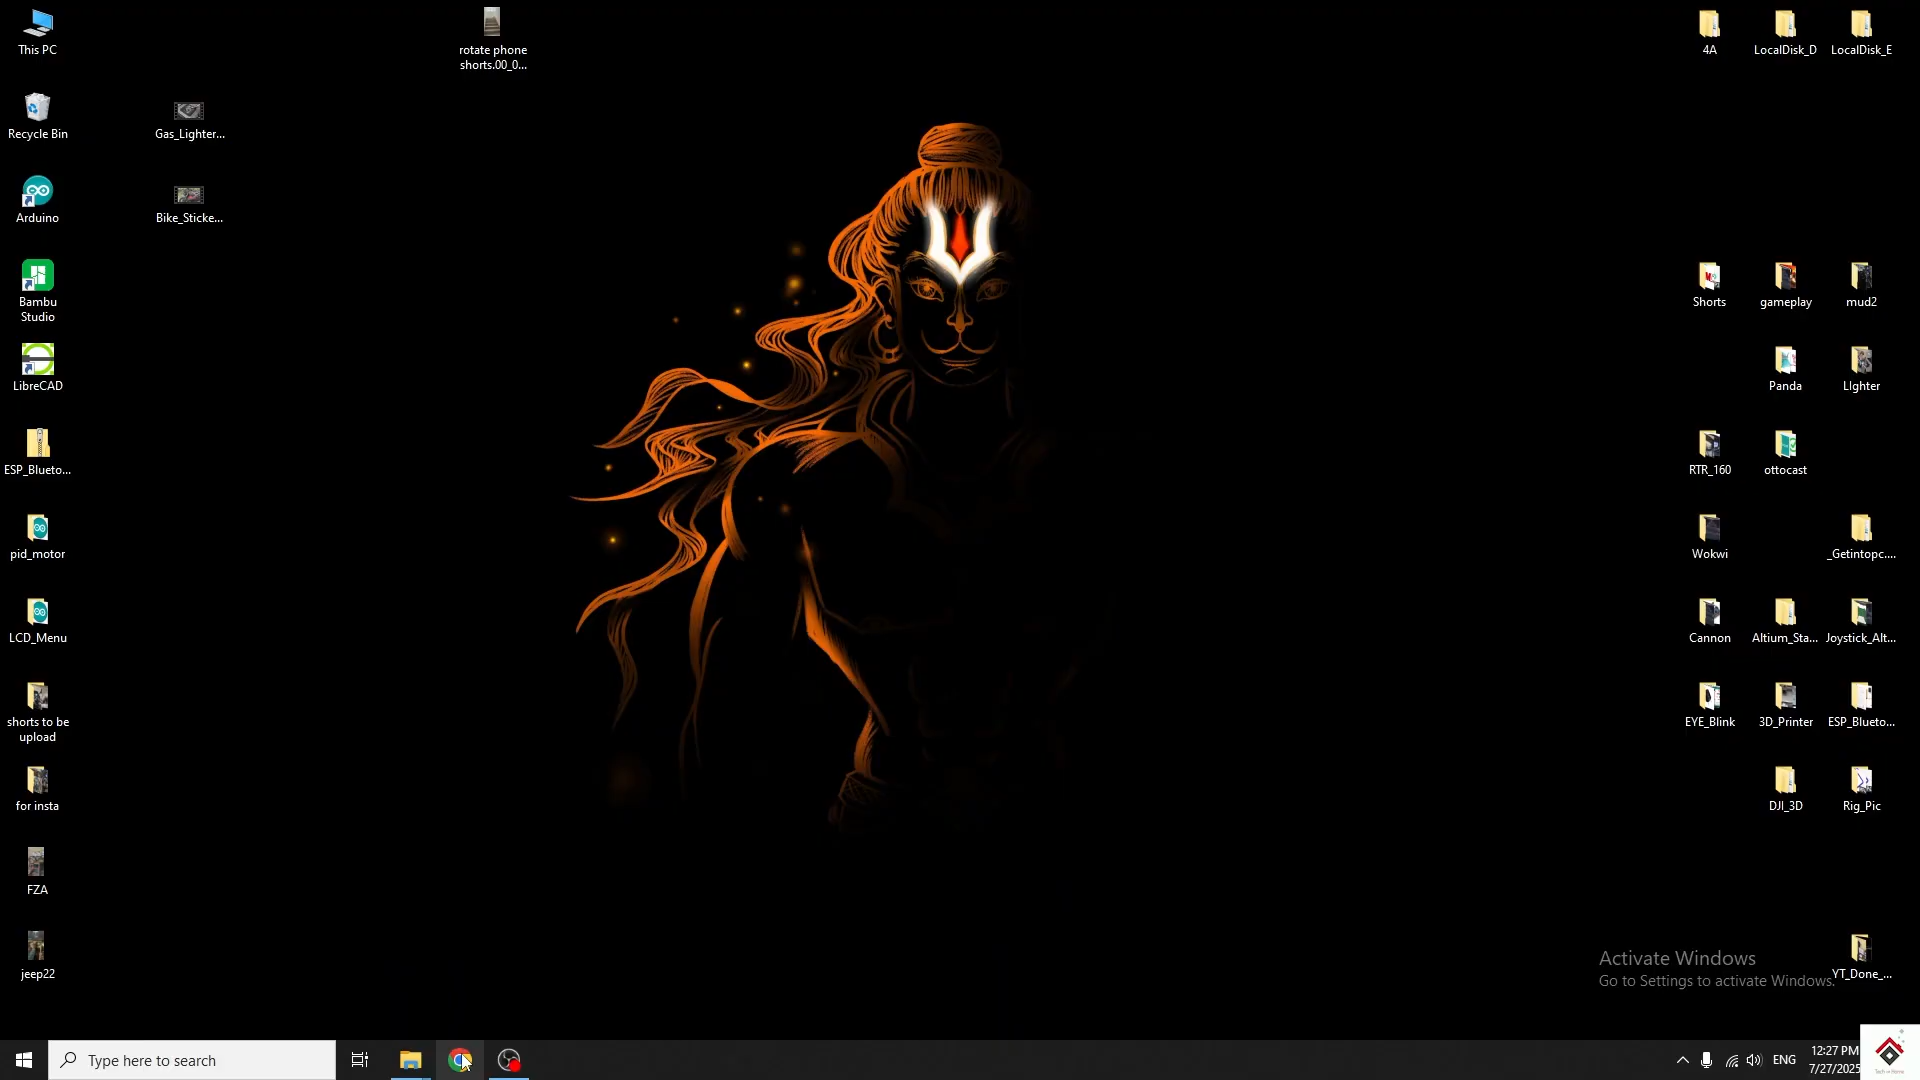 This PC
rotate phone
shorts.00_0...
4A
LocalDisk_D
LocalDisk_E
Recycle Bin
Gas_Lighter...
Arduino
Bike_Sticke...
Bambu
Studio
Shorts
gameplay
mud2
LibreCAD
Panda
LIghter
ESP_Blueto...
RTR_160
ottocast
pid_motor
Wokwi
_Getintopc....
LCD_Menu
Cannon
Altium_Sta...
Joystick_Alt...
shorts to be
upload
EYE_Blink
3D_Printer
ESP_Blueto...
for insta
DJI_3D
Rig_Pic
FZA
jeep22
Activate Windows
Go to Settings to activate Windows.
YT_Done_...
Type here to search
ENG
12:27 PM
7/27/2025